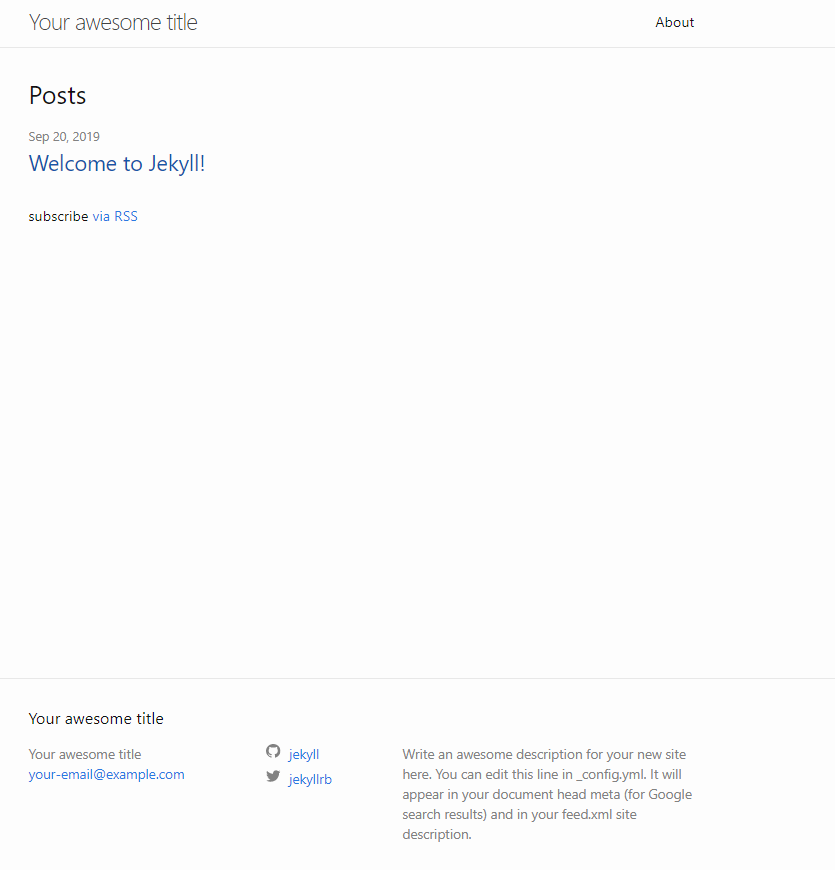 Your awesome title
About
Posts
Sep 20, 2019
Welcome to Jekyll!
subscribe via RSS
Your awesome title
Your awesome title
your-email@example.com
jekyll
jekyllrb
Write an awesome description for your new site
here. You can edit this line in _config.yml. It will
appear in your document head meta (for Google
search results) and in your feed.xml site
description.